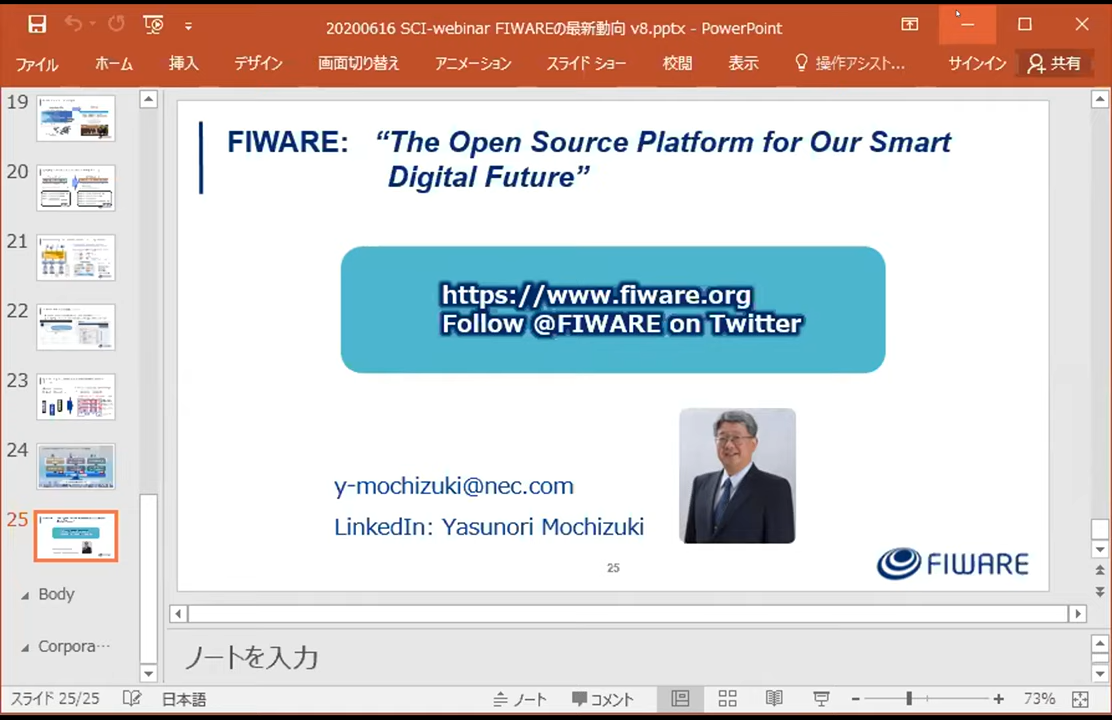 20200616 SCI-webinar FIWAREの最新動向 v8.pptx - PowerPoint
ファイル
ホーム
挿入
デザイン
画面切り替え
アニメーション
スライド ショー
校閲
表示
操作アシスト...
サインイン
共有
19
20
21
22
23
24
25
Body
Corpora…
FIWARE: “The Open Source Platform for Our Smart
Digital Future”
https://www.fiware.org
Follow @FIWARE on Twitter
y-mochizuki@nec.com
LinkedIn: Yasunori Mochizuki
25
FIWARE
ノートを入力
スライド 25/25
日本語
ノート
コメント
73%